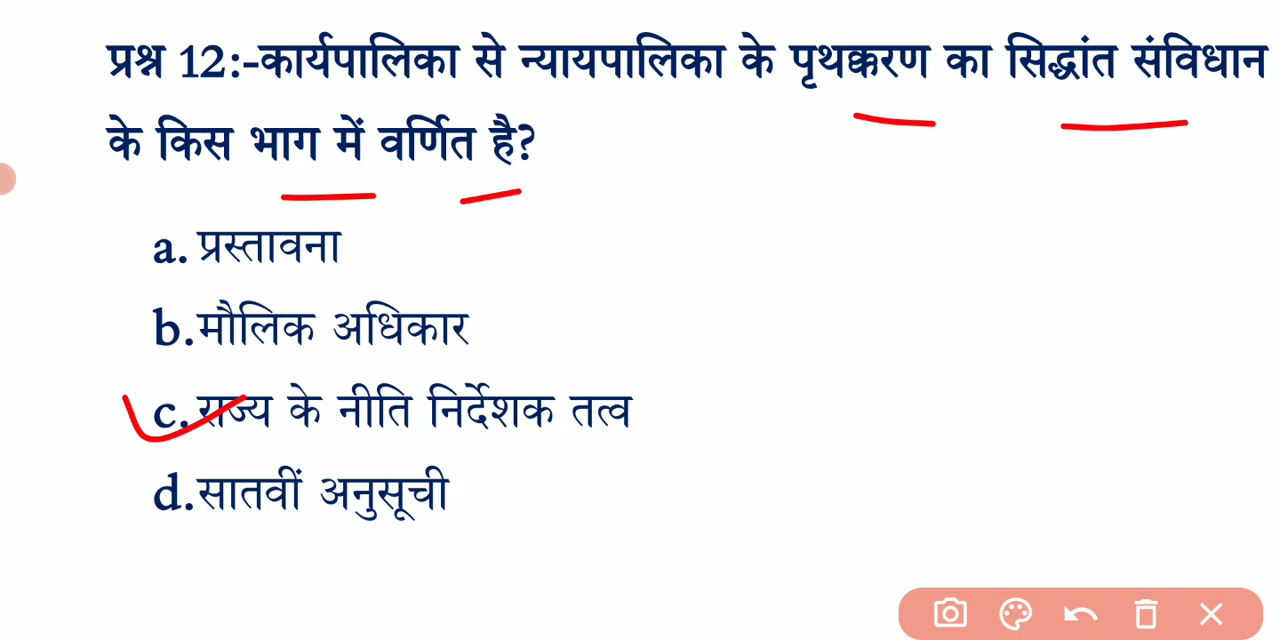 प्रश्न 12:-कार्यपालिका से न्यायपालिका के पृथक्करण का सिद्धांत संविधान
के किस भाग में वर्णित है?
a. प्रस्तावना
b.मौलिक अधिकार
c. राज्य के नीति निर्देशक तत्व
d.सातवीं अनुसूची